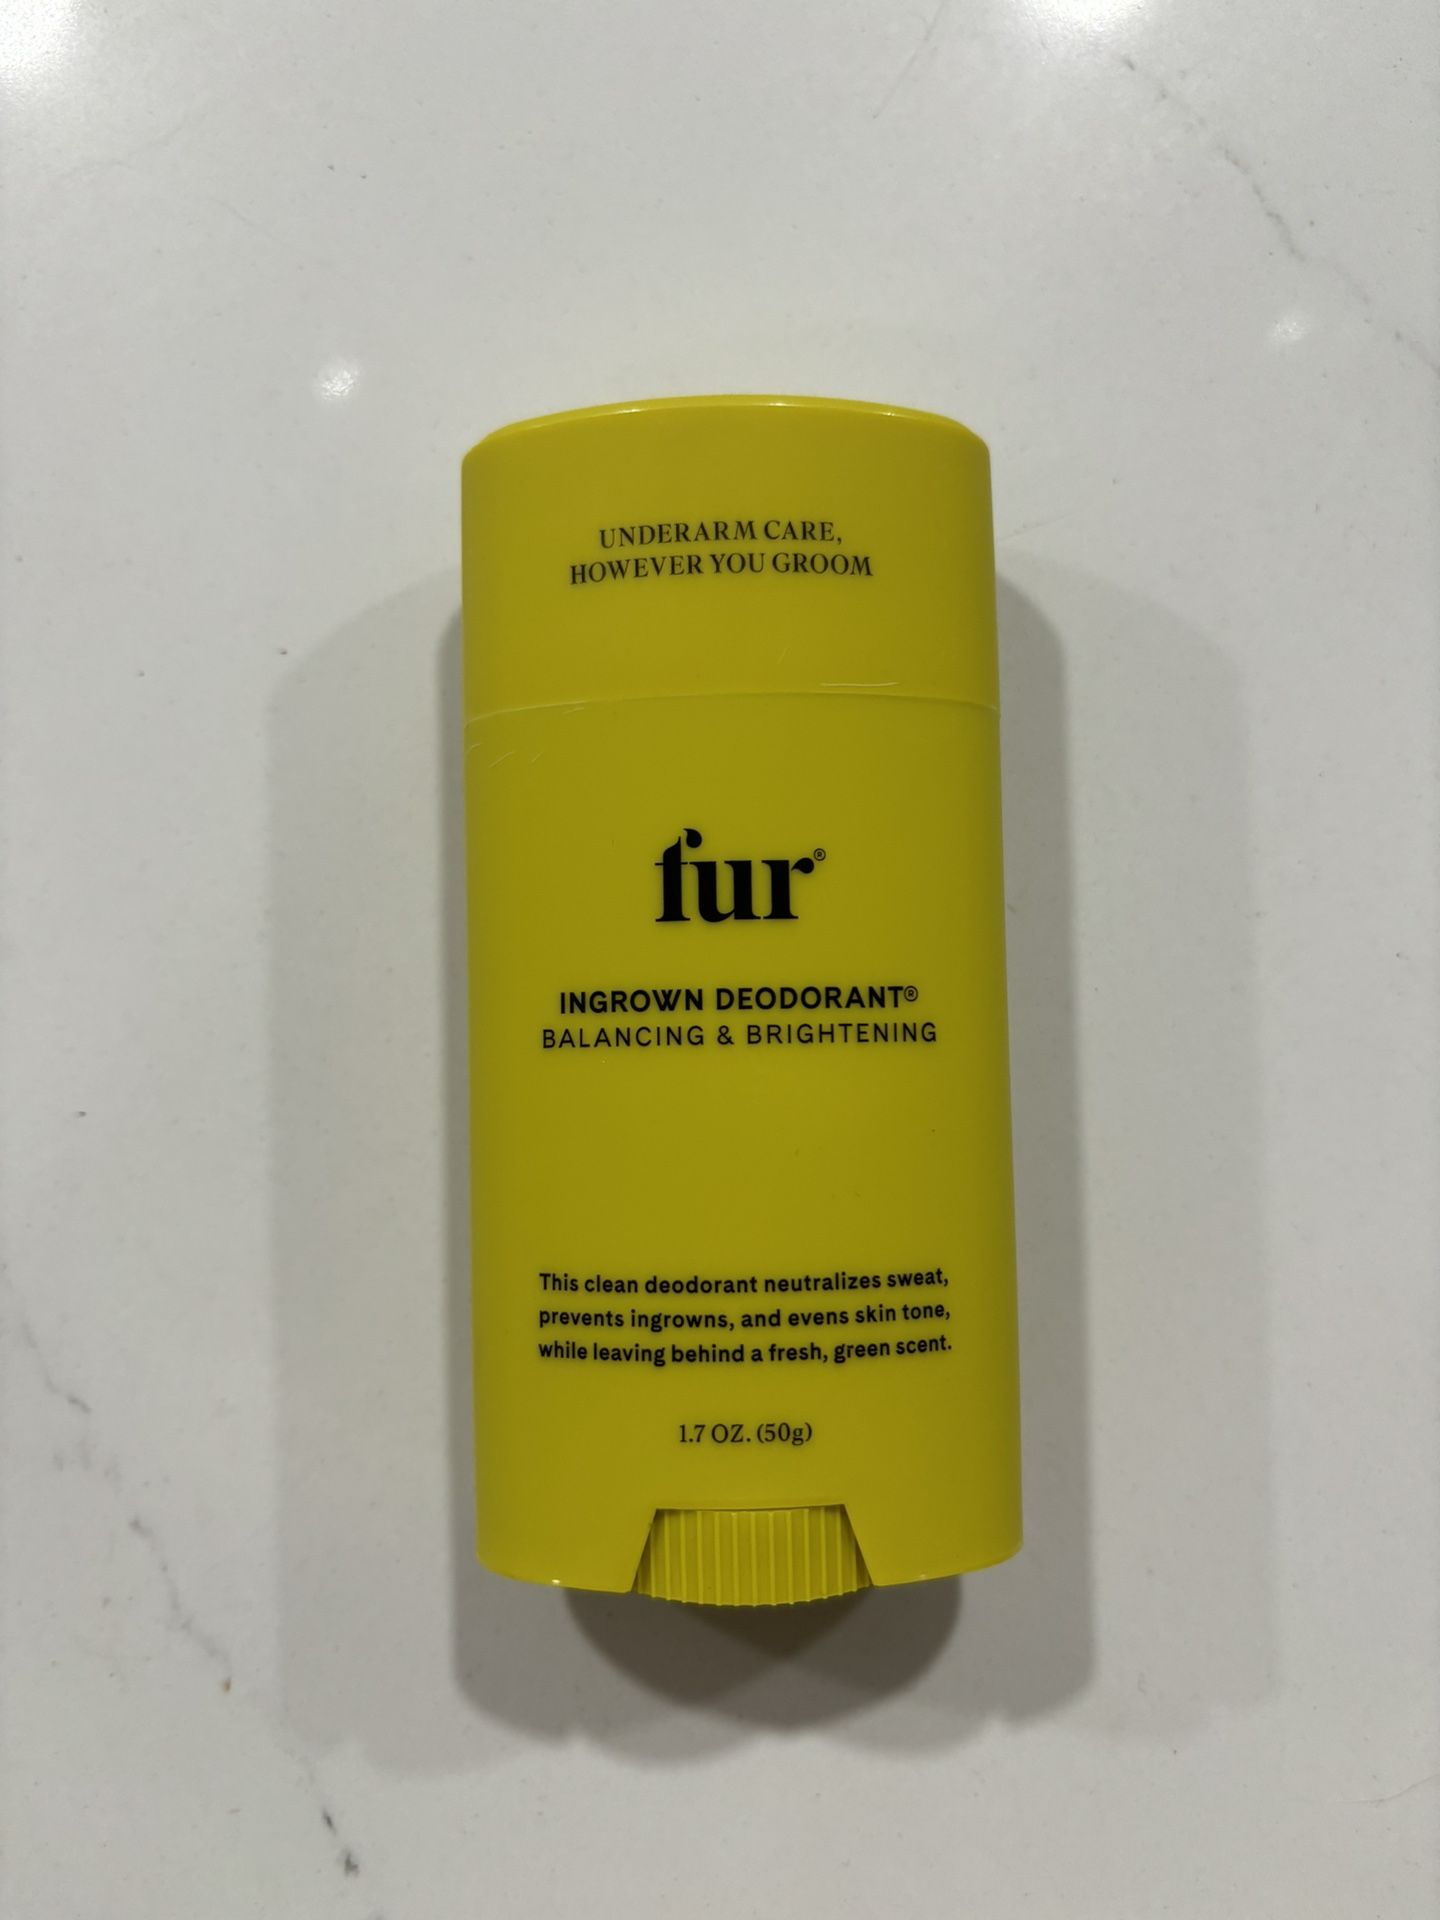 UNDERARM CARE,
HOWEVER YOU GROOM
fur®
INGROWN DEODORANT®
BALANCING & BRIGHTENING
This clean deodorant neutralizes sweat,
prevents ingrowns, and evens skin tone,
while leaving behind a fresh, green scent.
1.7 OZ. (50g)